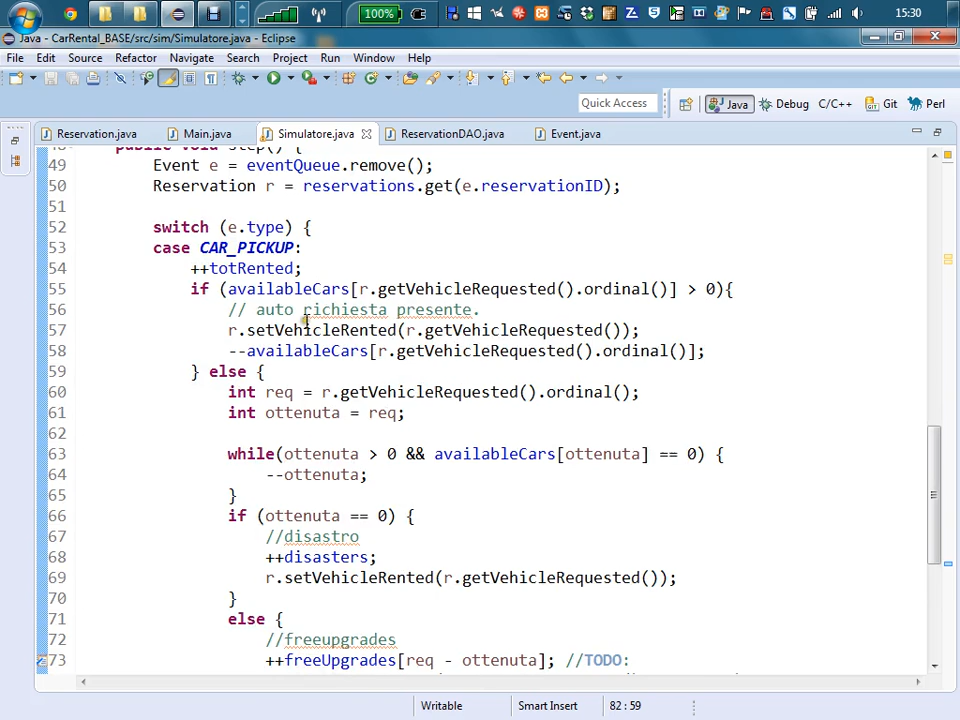 100%
15:30
Java - CarRental_BASE/src/sim/Simulatore.java - Eclipse
File Edit Source Refactor Navigate Search Project Run Window Help
Quick Access Java Debug C/C++ Git Perl
Reservation.java Main.java Simulatore.java ReservationDAO.java Event.java
48 public void step() {
49 Event e = eventQueue.remove();
50 Reservation r = reservations.get(e.reservationID);
51
52 switch (e.type) {
53 case CAR_PICKUP:
54 ++totRented;
55 if (availableCars[r.getVehicleRequested().ordinal()] > 0){
56 // auto richiesta presente.
57 r.setVehicleRented(r.getVehicleRequested());
58 --availableCars[r.getVehicleRequested().ordinal()];
59 } else {
60 int req = r.getVehicleRequested().ordinal();
61 int ottenuta = req;
62
63 while(ottenuta > 0 && availableCars[ottenuta] == 0) {
64 --ottenuta;
65 }
66 if (ottenuta == 0) {
67 //disastro
68 ++disasters;
69 r.setVehicleRented(r.getVehicleRequested());
70 }
71 else {
72 //freeupgrades
73 ++freeUpgrades[req - ottenuta]; //TODO:
Writable Smart Insert 82 : 59